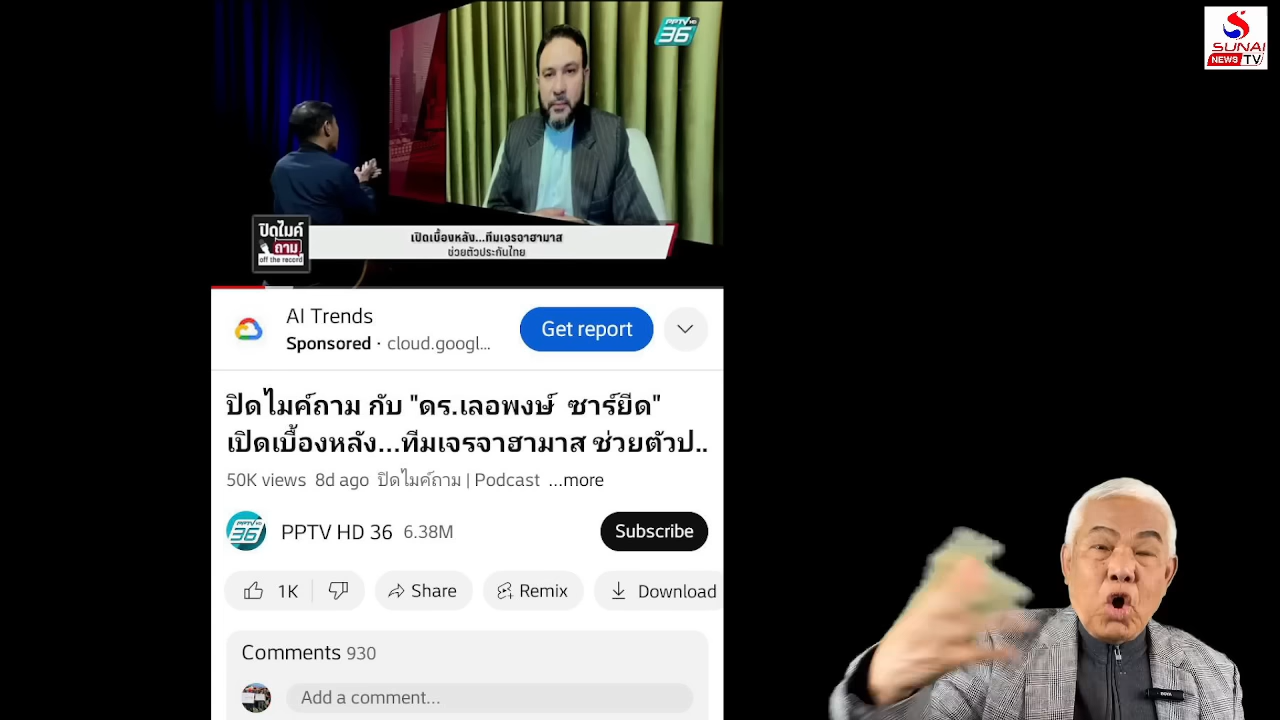 PPTV HD
36
SUNAI
NEWS TV
ปิดไมค์
ถาม
off the record
เปิดเบื้องหลัง...ทีมเจรจาฮามาส
ช่วยตัวประกันไทย
AI Trends
Sponsored · cloud.googl...
Get report
ปิดไมค์ถาม กับ "ดร.เลอพงษ์ ซาร์ยีด"
เปิดเบื้องหลัง...ทีมเจรจาฮามาส ช่วยตัวป..
50K views 8d ago ปิดไมค์ถาม | Podcast ...more
PPTV HD
36
PPTV HD 36 6.38M
Subscribe
1K
Share
Remix
Download
Comments 930
Add a comment...